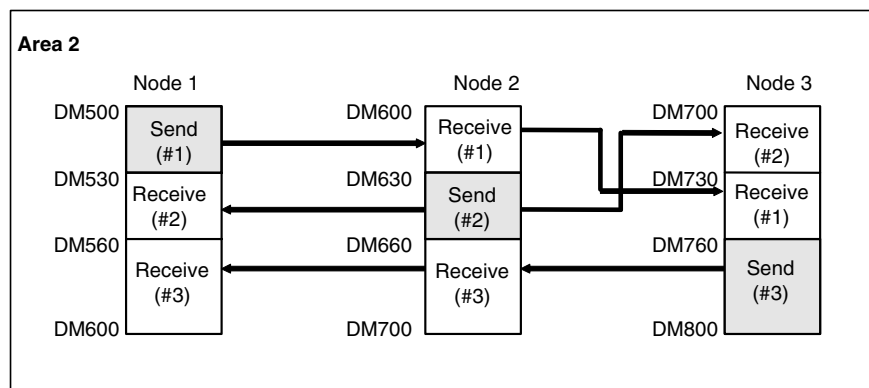 Area 2
Node 1
Node 2
Node 3
DM500
Send
(#1)
DM600
Receive
(#1)
DM700
Receive
(#2)
DM530
Receive
(#2)
DM630
Send
(#2)
DM730
Receive
(#1)
DM560
Receive
(#3)
DM660
Receive
(#3)
DM760
Send
(#3)
DM600
DM700
DM800